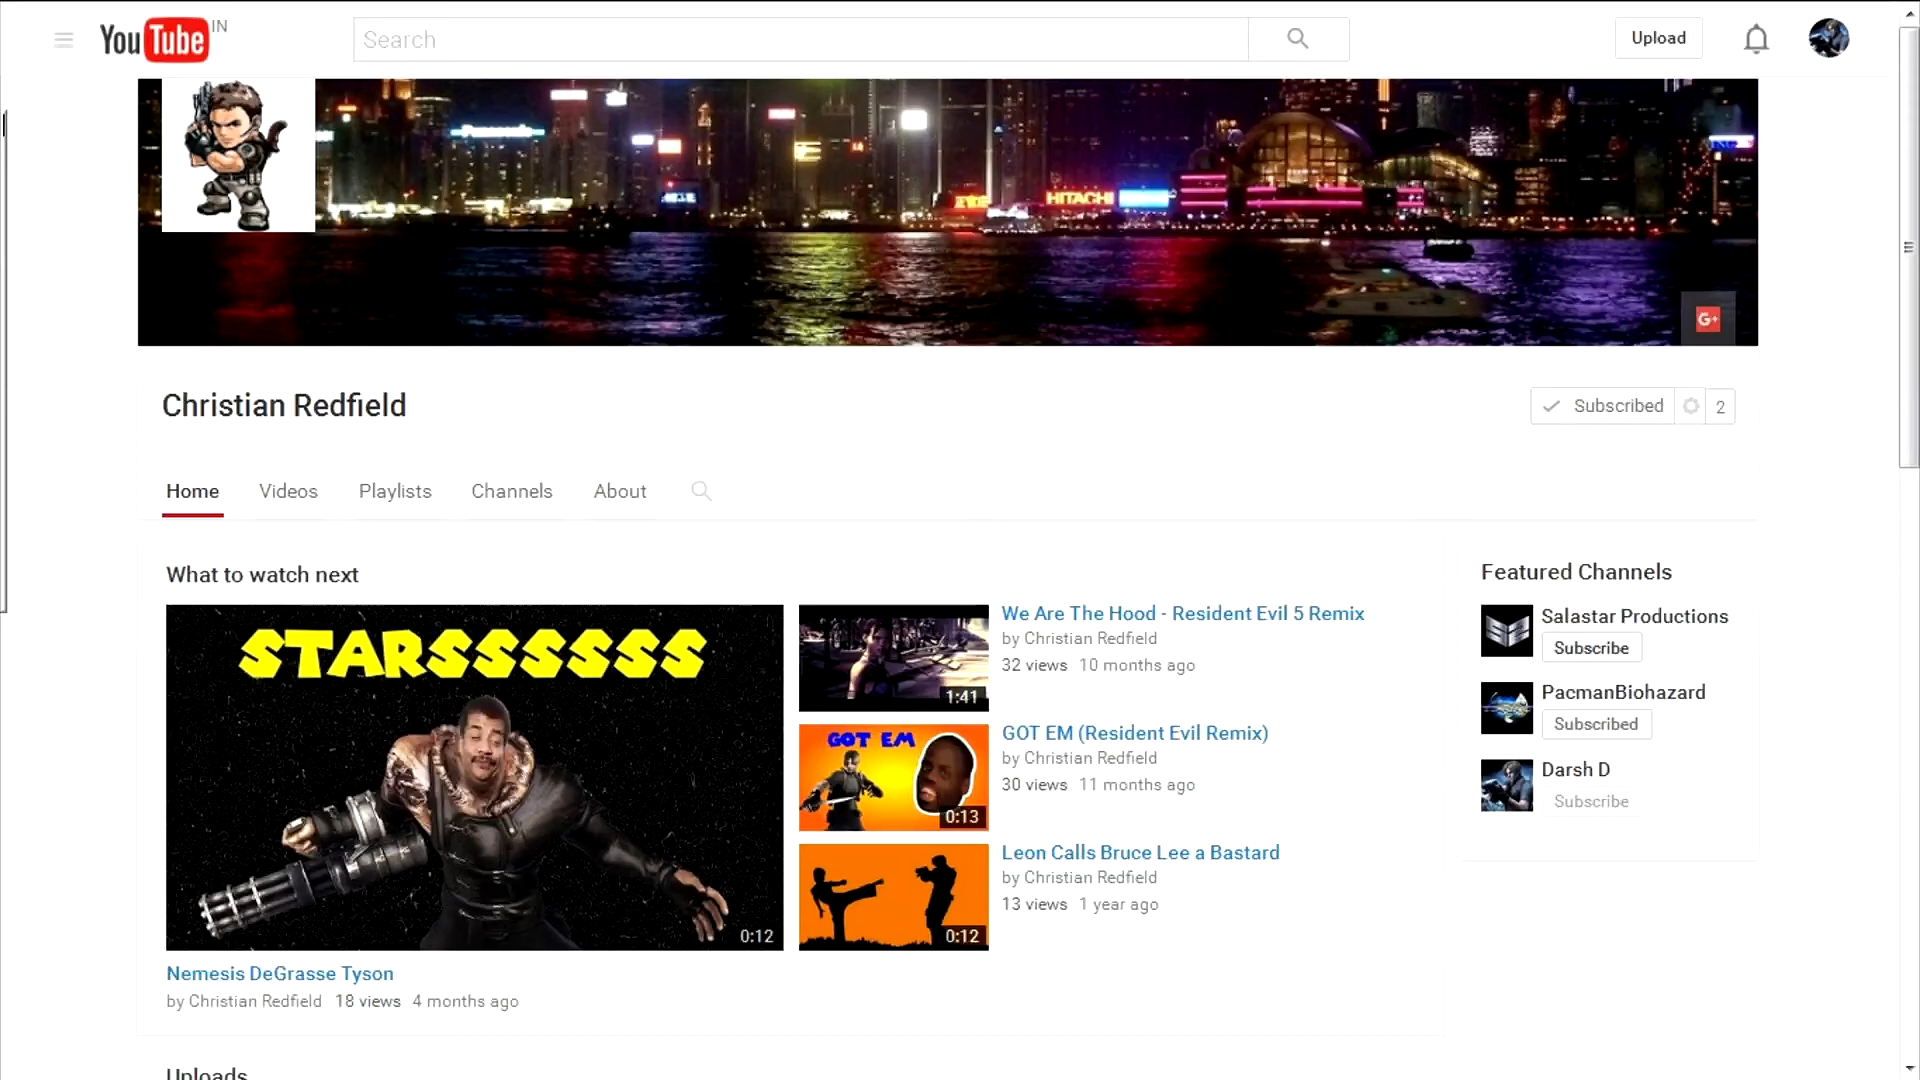 YouTube IN
Search
Upload
Panasonic
HITACHI
G+
Christian Redfield
Subscribed
2
Home
Videos
Playlists
Channels
About
What to watch next
STARSSSSSS
0:12
Nemesis DeGrasse Tyson
by Christian Redfield 18 views 4 months ago
1:41
We Are The Hood - Resident Evil 5 Remix
by Christian Redfield
32 views 10 months ago
GOT EM
0:13
GOT EM (Resident Evil Remix)
by Christian Redfield
30 views 11 months ago
0:12
Leon Calls Bruce Lee a Bastard
by Christian Redfield
13 views 1 year ago
Featured Channels
Salastar Productions
Subscribe
PacmanBiohazard
Subscribed
Darsh D
Subscribe
Uploads